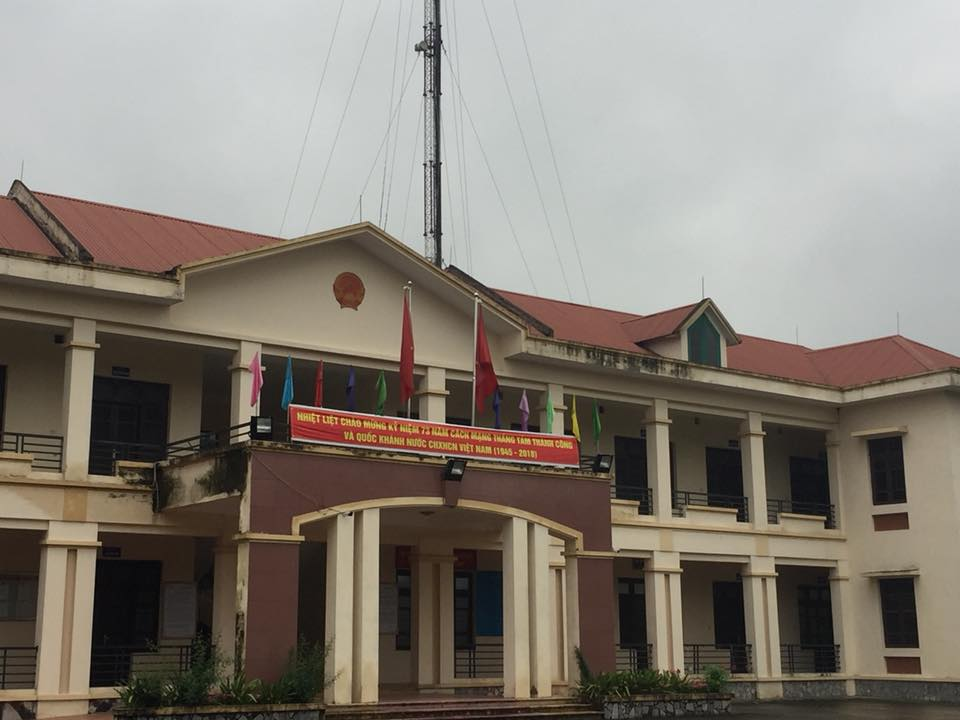 NHIỆT LIỆT CHÀO MỪNG KỶ NIỆM 73 NĂM CÁCH MẠNG THÁNG TÁM THÀNH CÔNG
VÀ QUỐC KHÁNH NƯỚC CHXHCN VIỆT NAM (1945 - 2018)